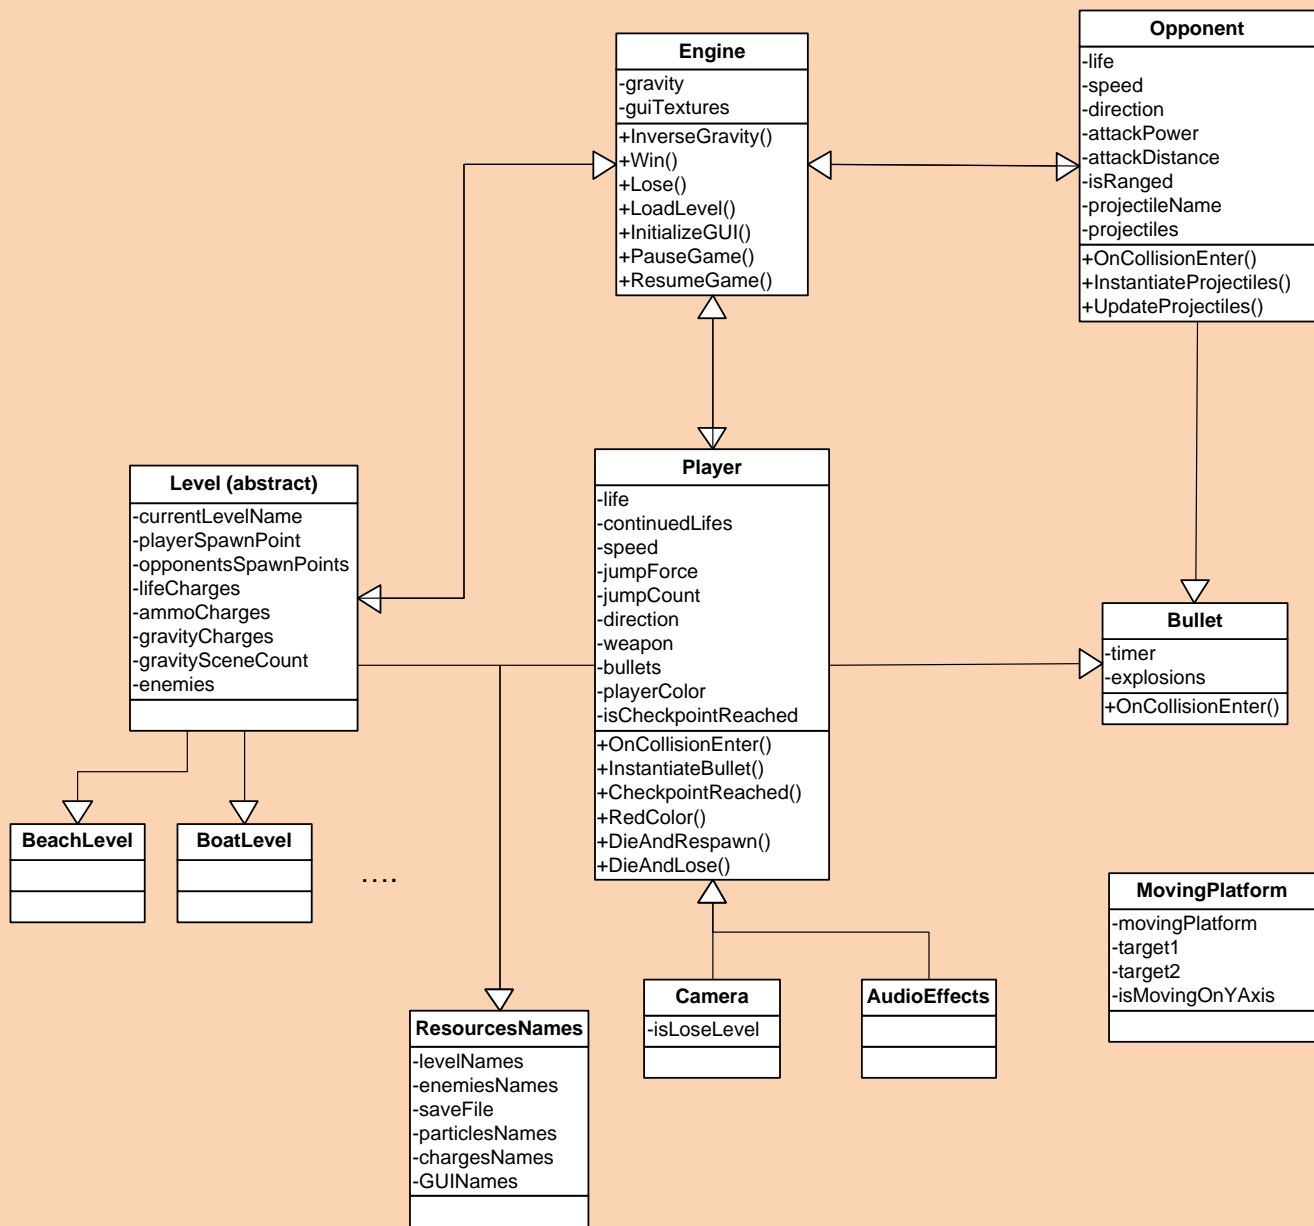 Engine
-gravity
-guiTextures
+InverseGravity()
+Win()
+Lose()
+LoadLevel()
+InitializeGUI()
+PauseGame()
+ResumeGame()
Opponent
-life
-speed
-direction
-attackPower
-attackDistance
-isRanged
-projectileName
-projectiles
+OnCollisionEnter()
+InstantiateProjectiles()
+UpdateProjectiles()
Level (abstract)
-currentLevelName
-playerSpawnPoint
-opponentsSpawnPoints
-lifeCharges
-ammoCharges
-gravityCharges
-gravitySceneCount
-enemies
Player
-life
-continuedLifes
-speed
-jumpForce
-jumpCount
-direction
-weapon
-bullets
-playerColor
-isCheckpointReached
+OnCollisionEnter()
+InstantiateBullet()
+CheckpointReached()
+RedColor()
+DieAndRespawn()
+DieAndLose()
Bullet
-timer
-explosions
+OnCollisionEnter()
BeachLevel
BoatLevel
....
MovingPlatform
-movingPlatform
-target1
-target2
-isMovingOnYAxis
Camera
-isLoseLevel
AudioEffects
ResourcesNames
-levelNames
-enemiesNames
-saveFile
-particlesNames
-chargesNames
-GUINames